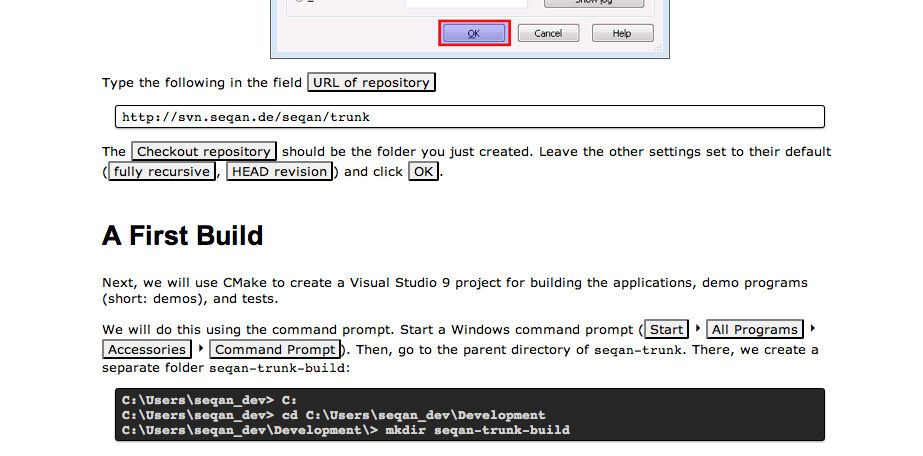 OK Cancel Help
Type the following in the field URL of repository
http://svn.seqan.de/seqan/trunk
The Checkout repository should be the folder you just created. Leave the other settings set to their default
(fully recursive, HEAD revision) and click OK.
A First Build
Next, we will use CMake to create a Visual Studio 9 project for building the applications, demo programs
(short: demos), and tests.
We will do this using the command prompt. Start a Windows command prompt (Start ‣ All Programs ‣
Accessories ‣ Command Prompt). Then, go to the parent directory of seqan-trunk. There, we create a
separate folder seqan-trunk-build:
C:\Users\seqan_dev> C:
C:\Users\seqan_dev> cd C:\Users\seqan_dev\Development
C:\Users\seqan_dev\Development\> mkdir seqan-trunk-build